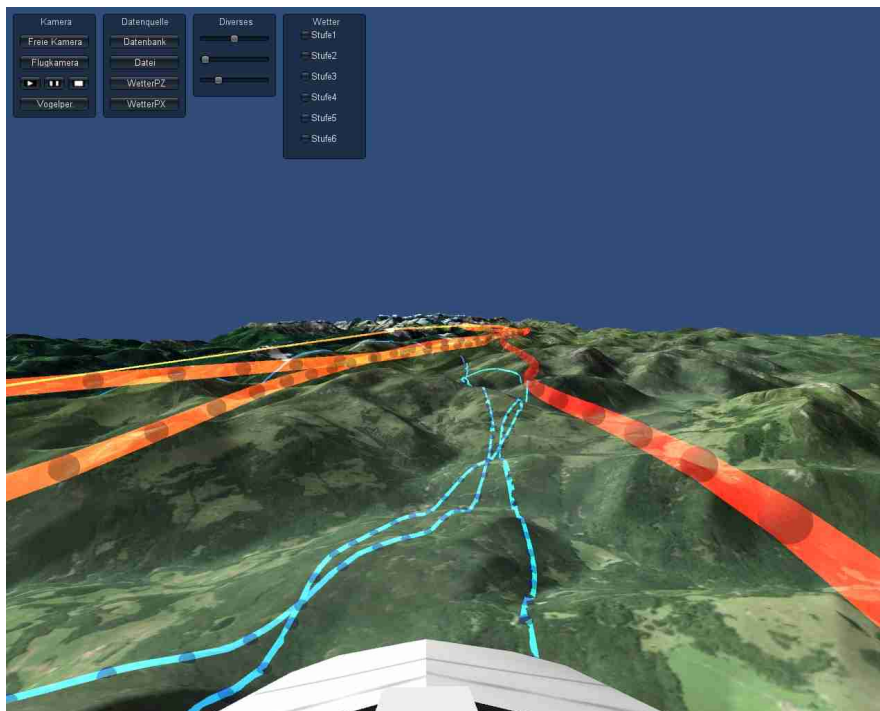 Kamera
Freie Kamera
Flugkamera
Vogelper.
Datenquelle
Datenbank
Datei
WetterPZ
WetterPX
Diverses
Wetter
Stufe1
Stufe2
Stufe3
Stufe4
Stufe5
Stufe6